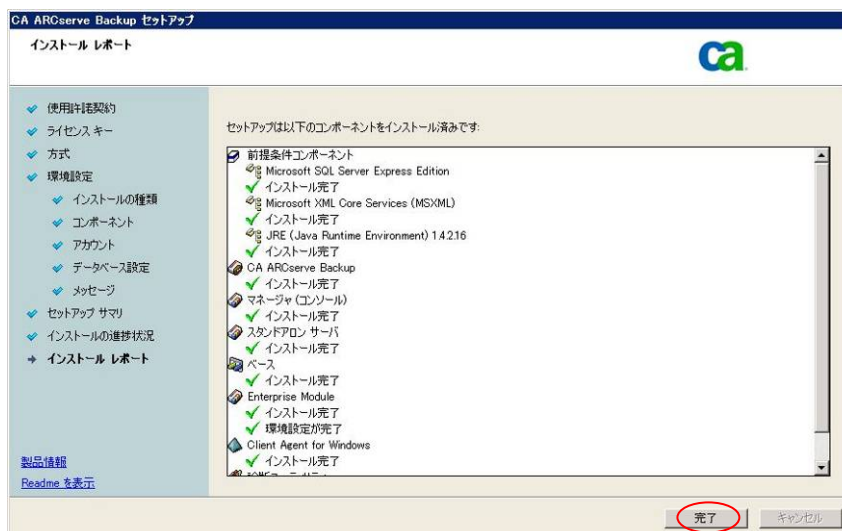 CA ARCserve Backup セットアップ
インストール レポート
ca
使用許諾契約
ライセンス キー
方式
環境設定
インストールの種類
コンポーネント
アカウント
データベース設定
メッセージ
セットアップ サマリ
インストールの進捗状況
インストール レポート
製品情報
Readme を表示
セットアップは以下のコンポーネントをインストール済みです:
前提条件コンポーネント
Microsoft SQL Server Express Edition
インストール完了
Microsoft XML Core Services (MSXML)
インストール完了
JRE (Java Runtime Environment) 1.4.2.16
インストール完了
CA ARCserve Backup
インストール完了
マネージャ (コンソール)
インストール完了
スタンドアロン サーバ
インストール完了
ベース
インストール完了
Enterprise Module
インストール完了
環境設定が完了
Client Agent for Windows
インストール完了
完了
キャンセル